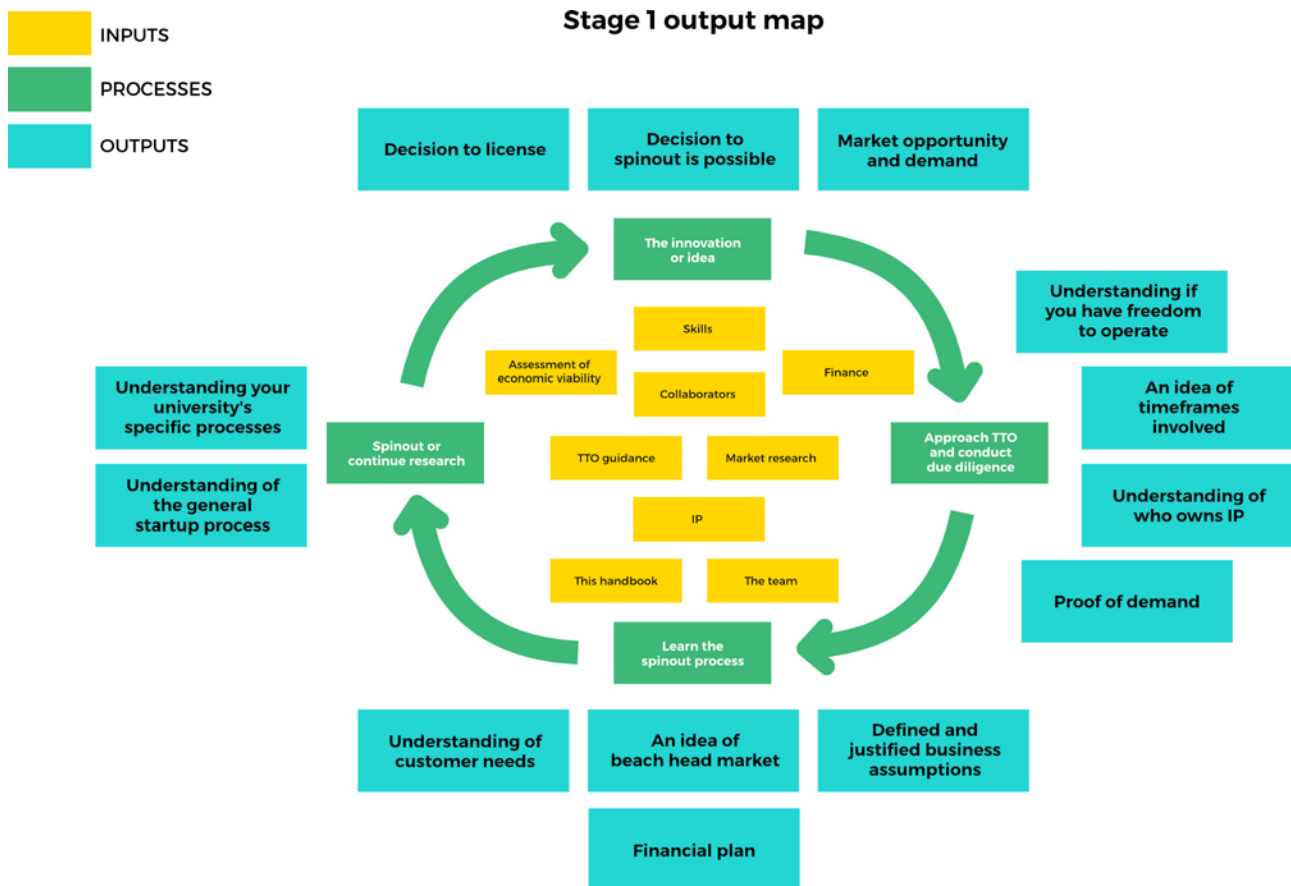 Stage 1 output map
INPUTS
PROCESSES
OUTPUTS
Decision to license
Decision to
spinout is possible
Market opportunity
and demand
The innovation
or idea
Understanding if
you have freedom
to operate
Skills
Assessment of
economic viability
Finance
Collaborators
Understanding your
university's
specific processes
An idea of
timeframes
involved
Spinout or
continue research
TTO guidance
Market research
Approach TTO
and conduct
due diligence
Understanding of
the general
startup process
Understanding of
who owns IP
IP
This handbook
The team
Proof of demand
Learn the
spinout process
Understanding of
customer needs
An idea of
beach head market
Defined and
justified business
assumptions
Financial plan